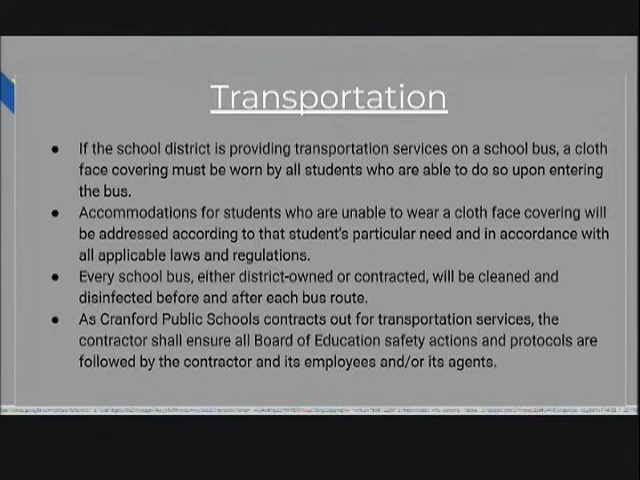 Transportation
● If the school district is providing transportation services on a school bus, a cloth
face covering must be worn by all students who are able to do so upon entering
the bus.
● Accommodations for students who are unable to wear a cloth face covering will
be addressed according to that student's particular need and in accordance with
all applicable laws and regulations.
● Every school bus, either district-owned or contracted, will be cleaned and
disinfected before and after each bus route.
● As Cranford Public Schools contracts out for transportation services, the
contractor shall ensure all Board of Education safety actions and protocols are
followed by the contractor and its employees and/or its agents.